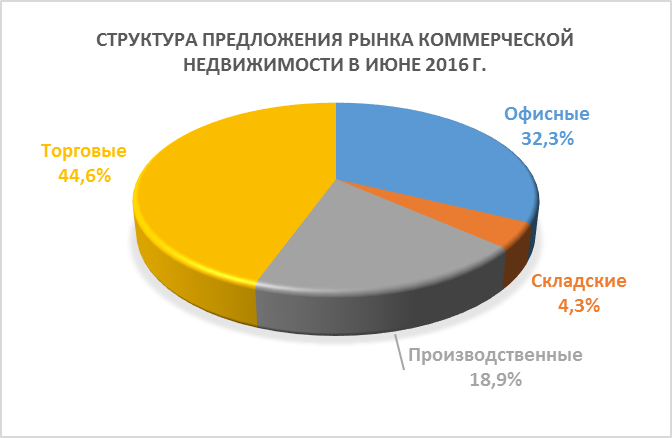 СТРУКТУРА ПРЕДЛОЖЕНИЯ РЫНКА КОММЕРЧЕСКОЙ
НЕДВИЖИМОСТИ В ИЮНЕ 2016 Г.
Офисные
32,3%
Торговые
44,6%
Складские
4,3%
Производственные
18,9%